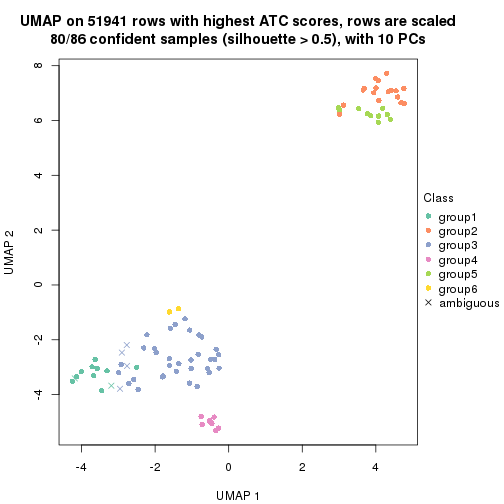 UMAP on 51941 rows with highest ATC scores, rows are scaled
80/86 confident samples (silhouette > 0.5), with 10 PCs
8
6
4
2
0
-2
-4
UMAP 2
-4
-2
0
2
4
UMAP 1
Class
group1
group2
group3
group4
group5
group6
ambiguous